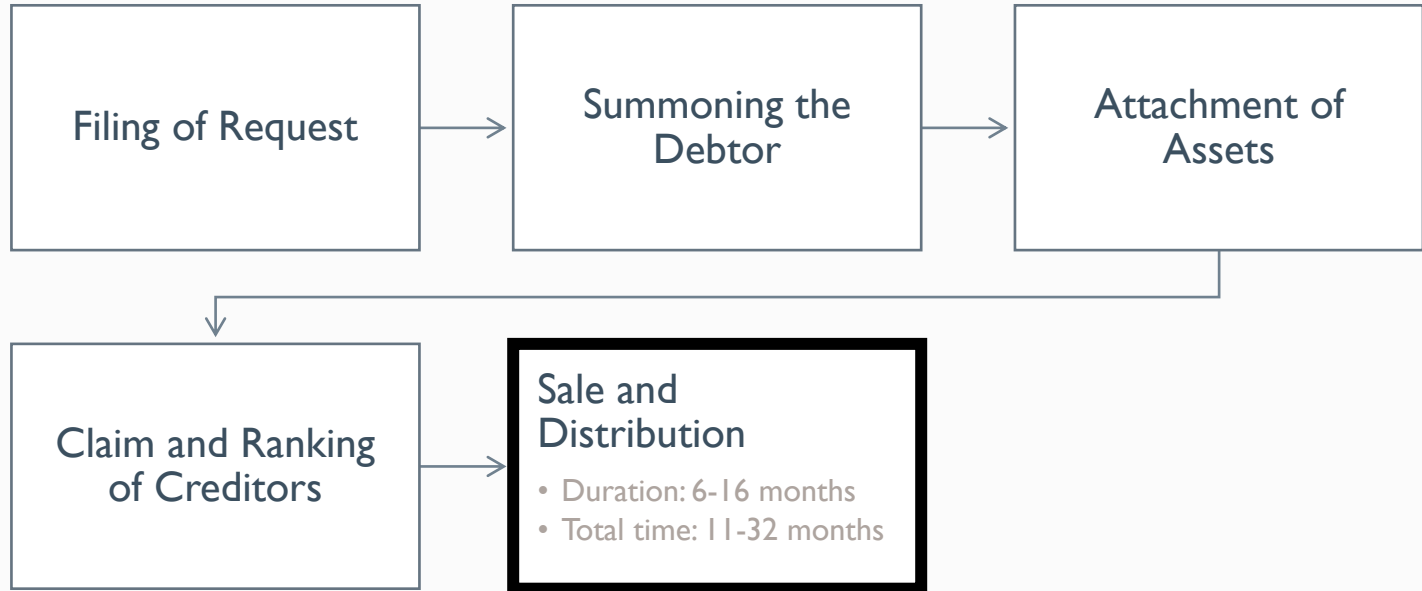 Filing of Request
Summoning the
Debtor
Attachment of
Assets
Claim and Ranking
of Creditors
Sale and
Distribution
• Duration: 6-16 months
• Total time: 11-32 months